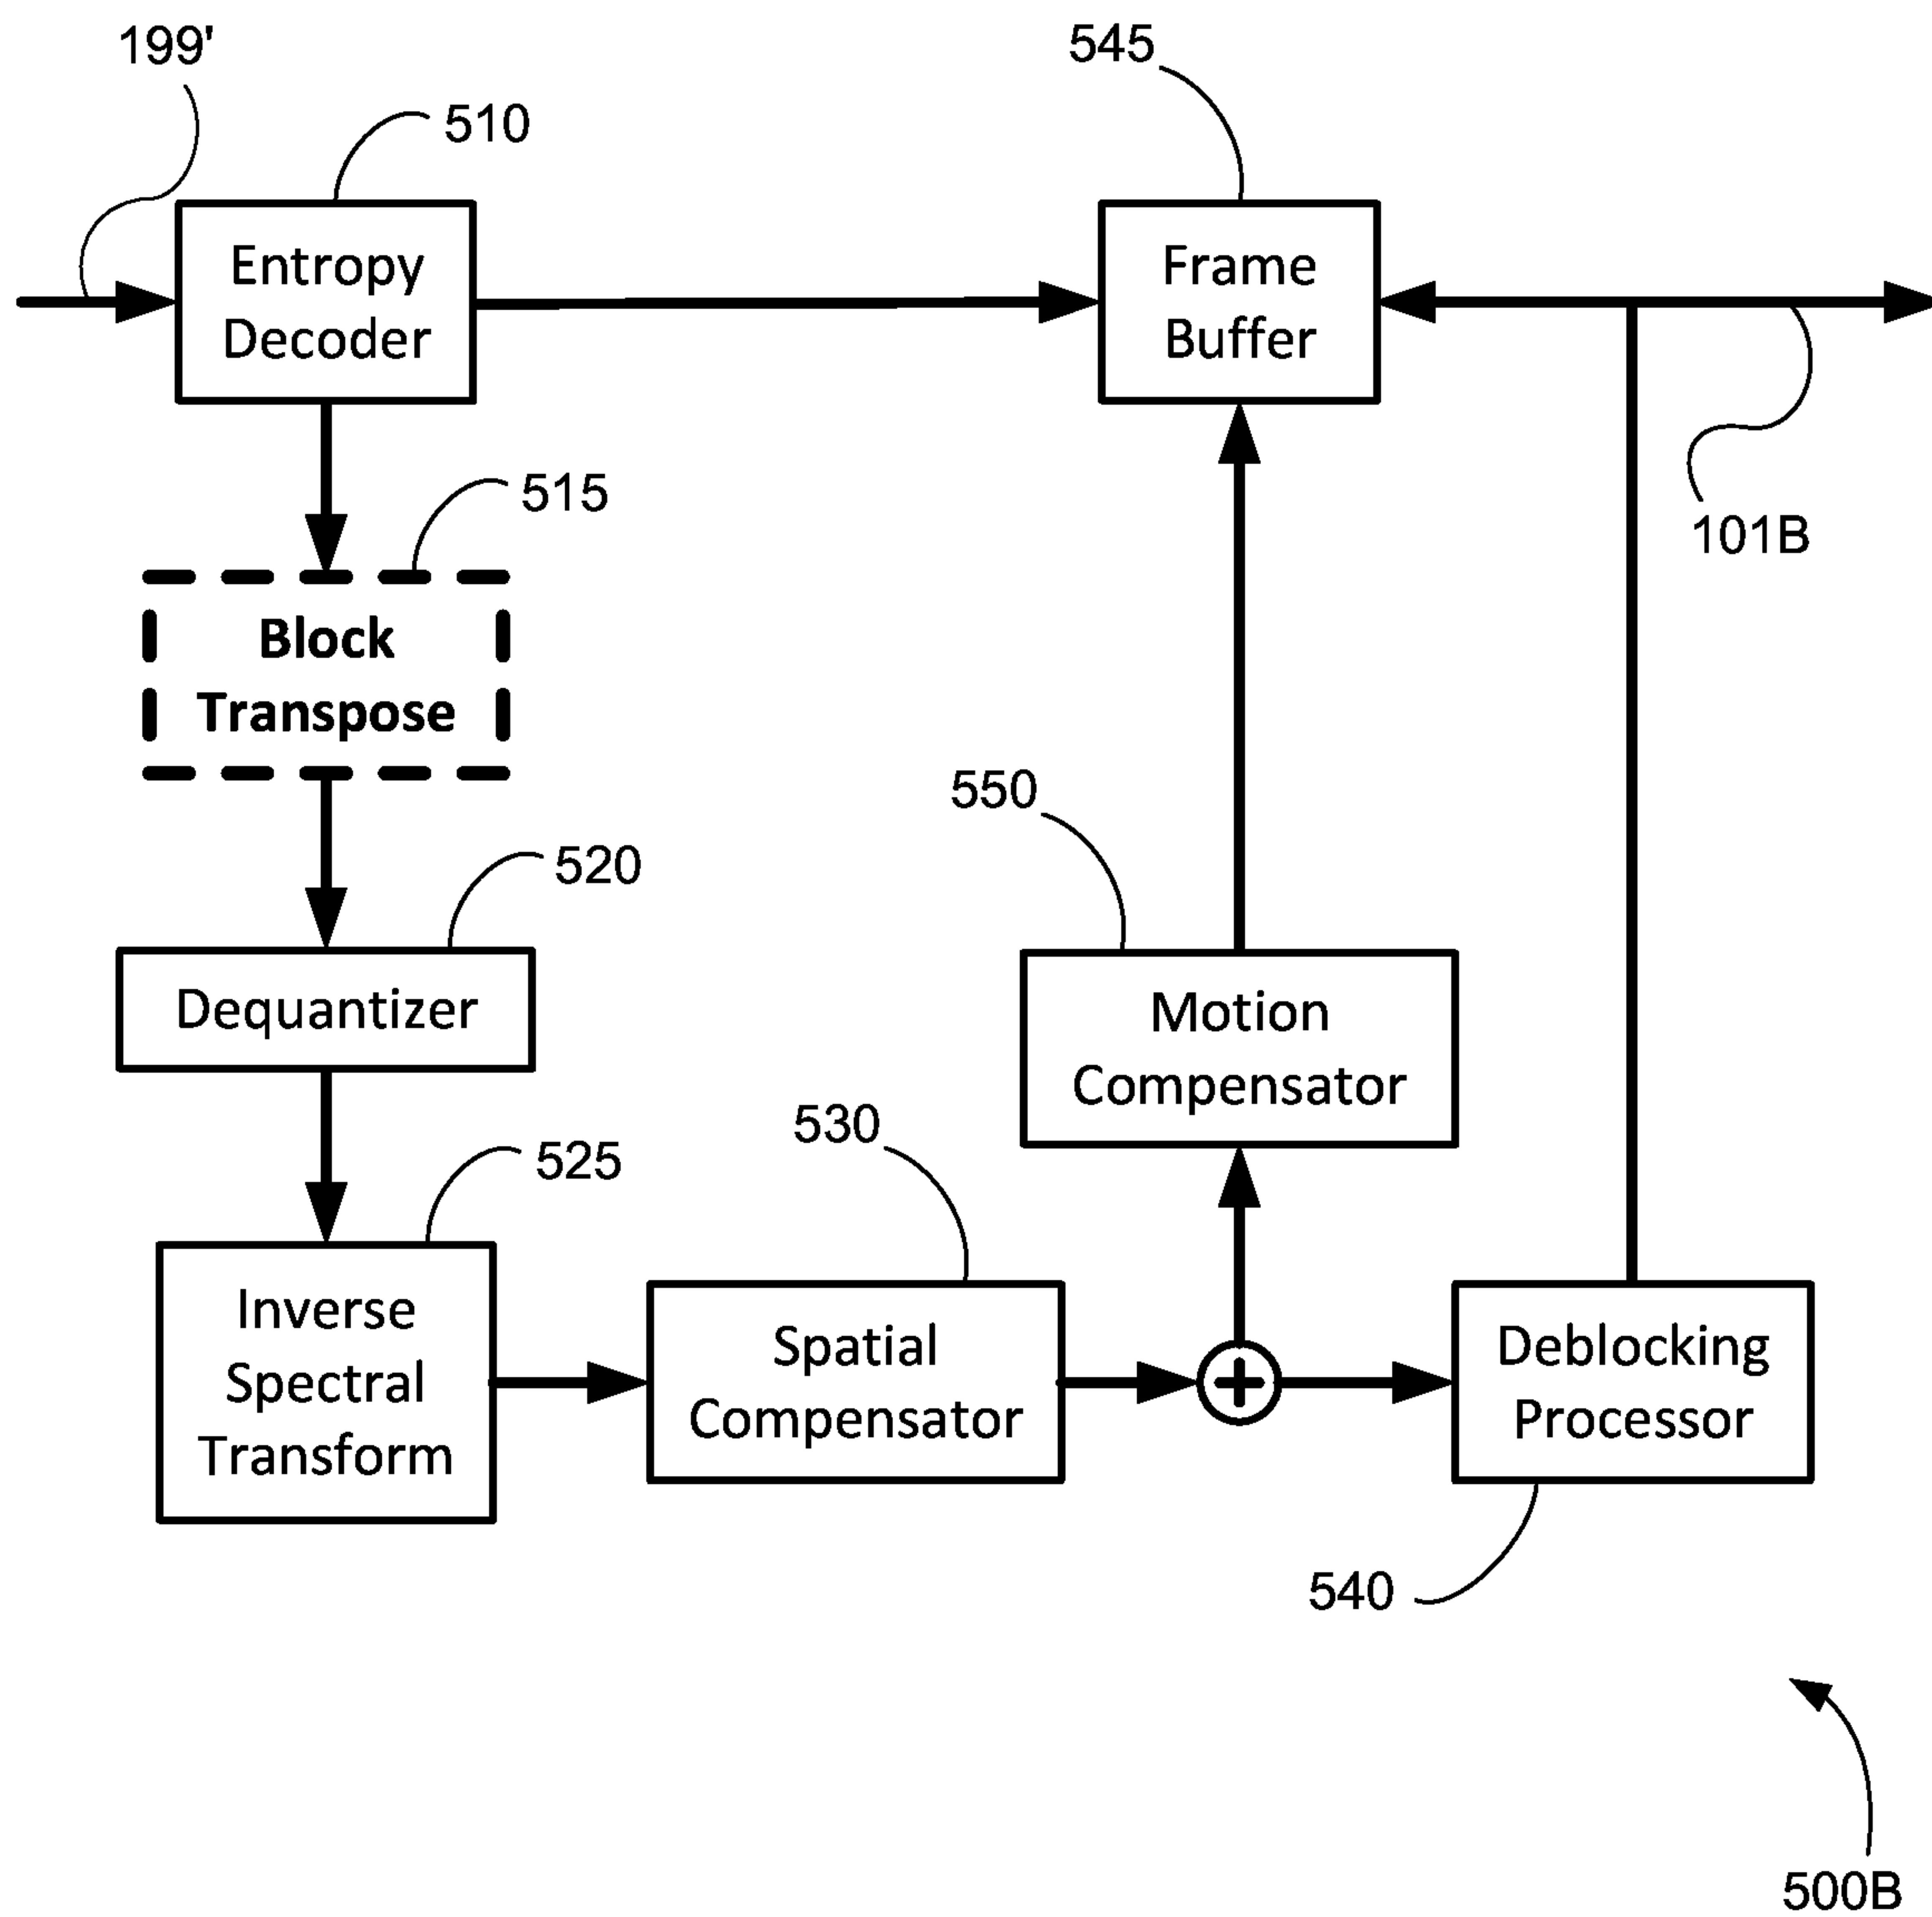 199'
545
510
Entropy
Decoder
Frame
Buffer
515
101B
Block
Transpose
550
520
Dequantizer
Motion
Compensator
530
525
Inverse
Spectral
Transform
Spatial
Compensator
+
Deblocking
Processor
540
500B